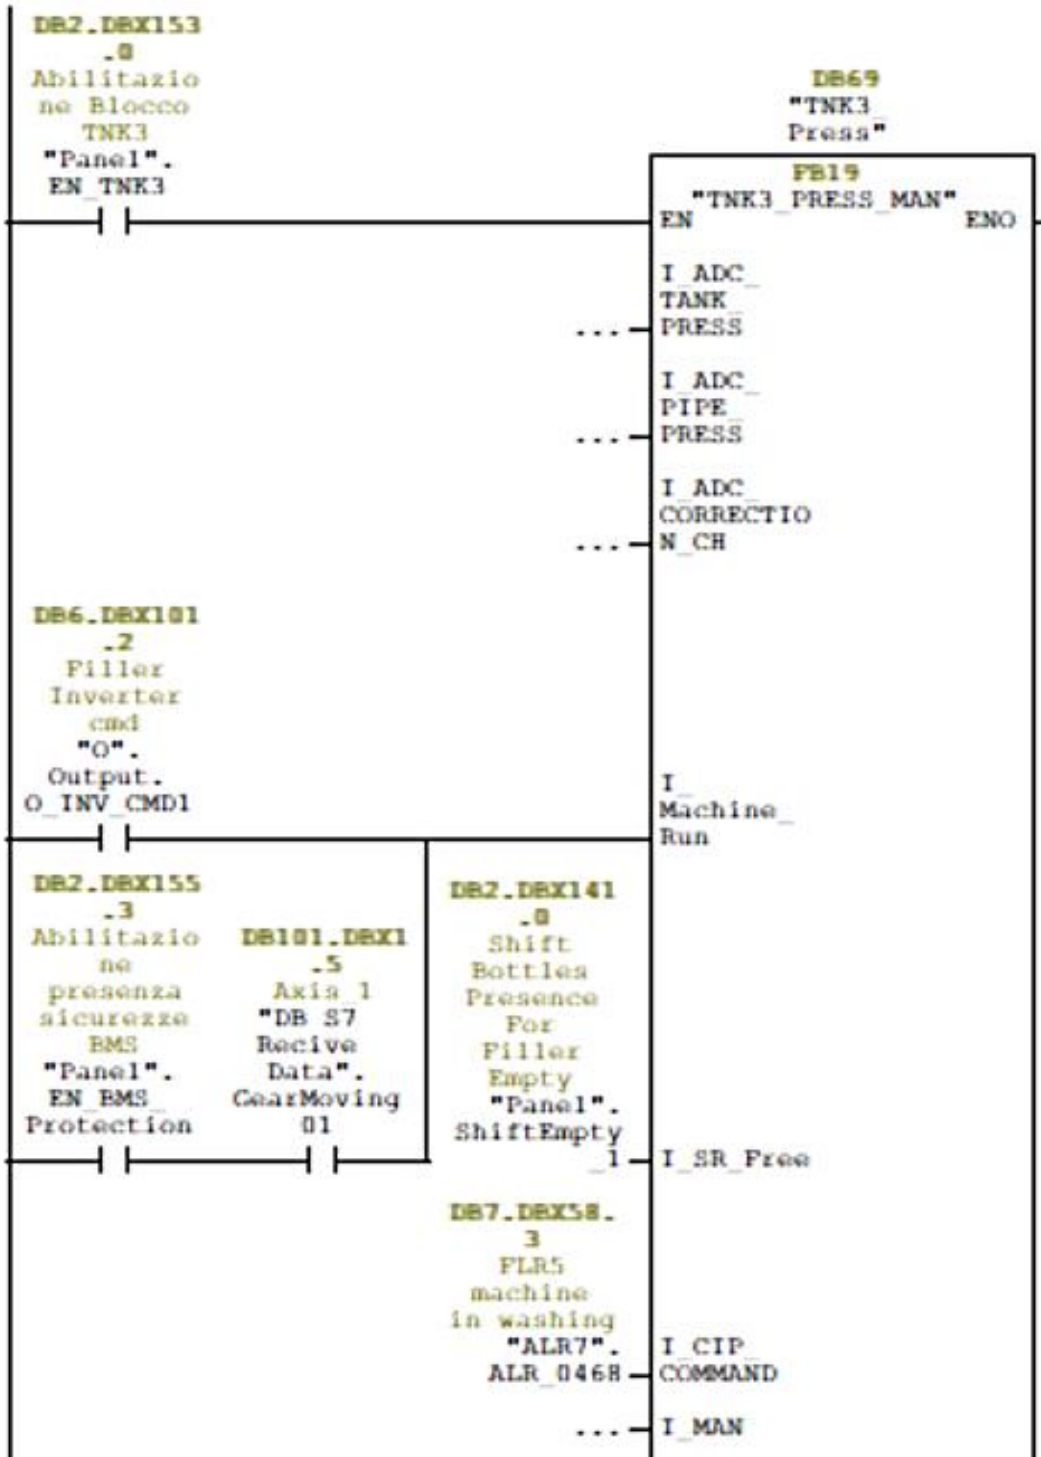 DB2.DBX153
.0
Abilitazio
ne Blocco
TNK3
"Panel".
EN_TNK3
DB69
"TNK3_
Press"
FB19
"TNK3_PRESS_MAN"
EN
ENO
I_ADC_
TANK_
... PRESS
I_ADC_
PIPE_
... PRESS
I_ADC_
CORRECTIO
... N_CH
DB6.DBX101
.2
Filler
Inverter
cmd
"O".
Output.
O_INV_CMD1
I_
Machine_
Run
DB2.DBX155
.3
Abilitazio
ne
presenza
sicurezze
BMS
"Panel".
EN_BMS_
Protection
DB101.DBX1
.5
Axis 1
"DB S7
Recive
Data".
GearMoving
01
DB2.DBX141
.0
Shift
Bottles
Presence
For
Filler
Empty
"Panel".
ShiftEmpty
_1
I_SR_Free
DB7.DBX58.
3
FLR5
machine
in washing
"ALR7".
ALR_0468
I_CIP_
COMMAND
... I_MAN